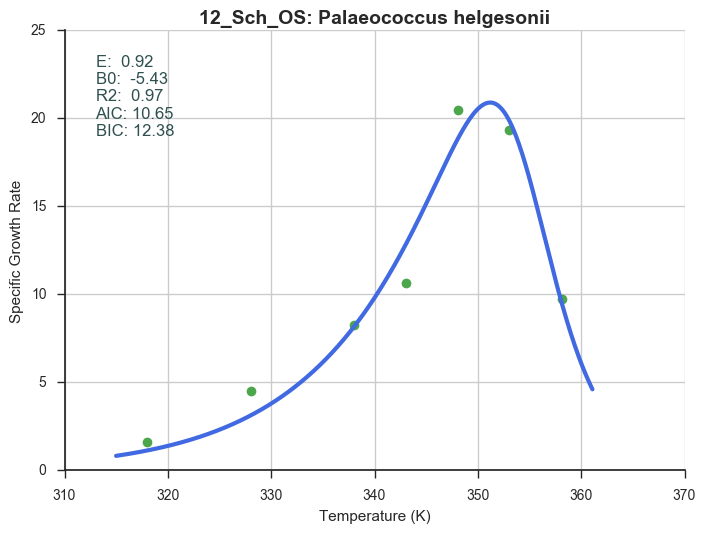 12_Sch_OS: Palaeococcus helgesonii
E:  0.92
B0:  -5.43
R2:  0.97
AIC: 10.65
BIC: 12.38
25
20
15
10
5
0
Specific Growth Rate
310 320 330 340 350 360 370
Temperature (K)